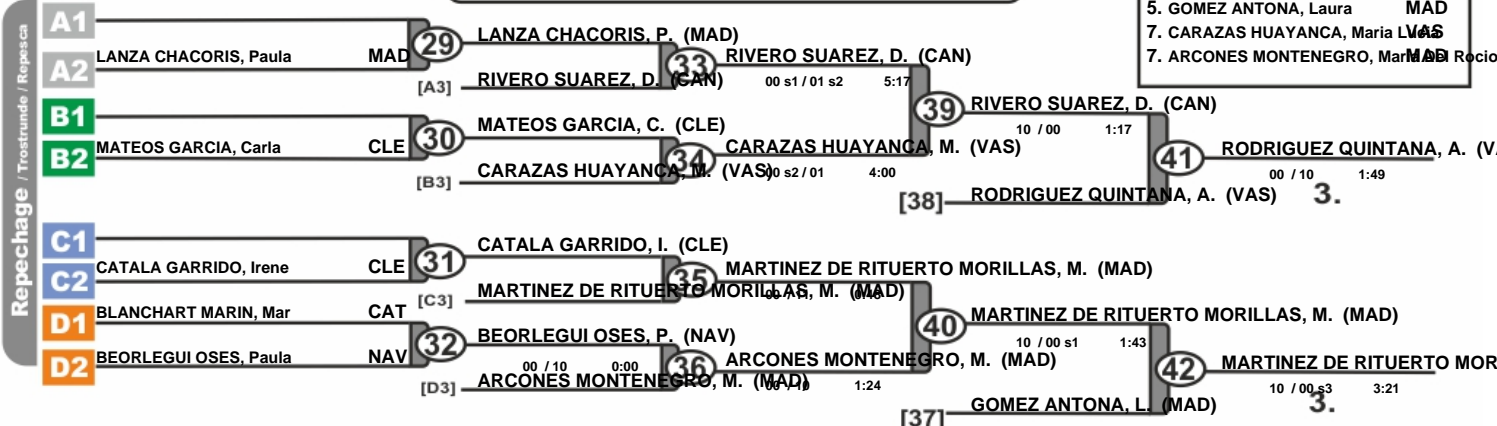 5. GOMEZ ANTONA, Laura MAD
7. CARAZAS HUAYANCA, Maria Lucia VAS
7. ARCONES MONTENEGRO, Maria Del Rocio MAD
Repechage / Trostrunde / Repesca
A1
A2 LANZA CHACORIS, Paula MAD
29 LANZA CHACORIS, P. (MAD)
[A3] RIVERO SUAREZ, D. (CAN)
33 RIVERO SUAREZ, D. (CAN)
00 s1 / 01 s2 5:17
B1
B2 MATEOS GARCIA, Carla CLE
30 MATEOS GARCIA, C. (CLE)
[B3] CARAZAS HUAYANCA, M. (VAS)
34 CARAZAS HUAYANCA, M. (VAS)
00 s2 / 01 4:00
39 RIVERO SUAREZ, D. (CAN)
10 / 00 1:17
[38] RODRIGUEZ QUINTANA, A. (VAS)
41 RODRIGUEZ QUINTANA, A. (VA
00 / 10 1:49
3.
C1
C2 CATALA GARRIDO, Irene CLE
31 CATALA GARRIDO, I. (CLE)
[C3] MARTINEZ DE RITUERTO MORILLAS, M. (MAD)
35 MARTINEZ DE RITUERTO MORILLAS, M. (MAD)
D1 BLANCHART MARIN, Mar CAT
D2 BEORLEGUI OSES, Paula NAV
32 BEORLEGUI OSES, P. (NAV)
00 / 10 0:00
[D3] ARCONES MONTENEGRO, M. (MAD)
36 ARCONES MONTENEGRO, M. (MAD)
00 / 10 1:24
40 MARTINEZ DE RITUERTO MORILLAS, M. (MAD)
10 / 00 s1 1:43
[37] GOMEZ ANTONA, L. (MAD)
42 MARTINEZ DE RITUERTO MOR
10 / 00 s3 3:21
3.